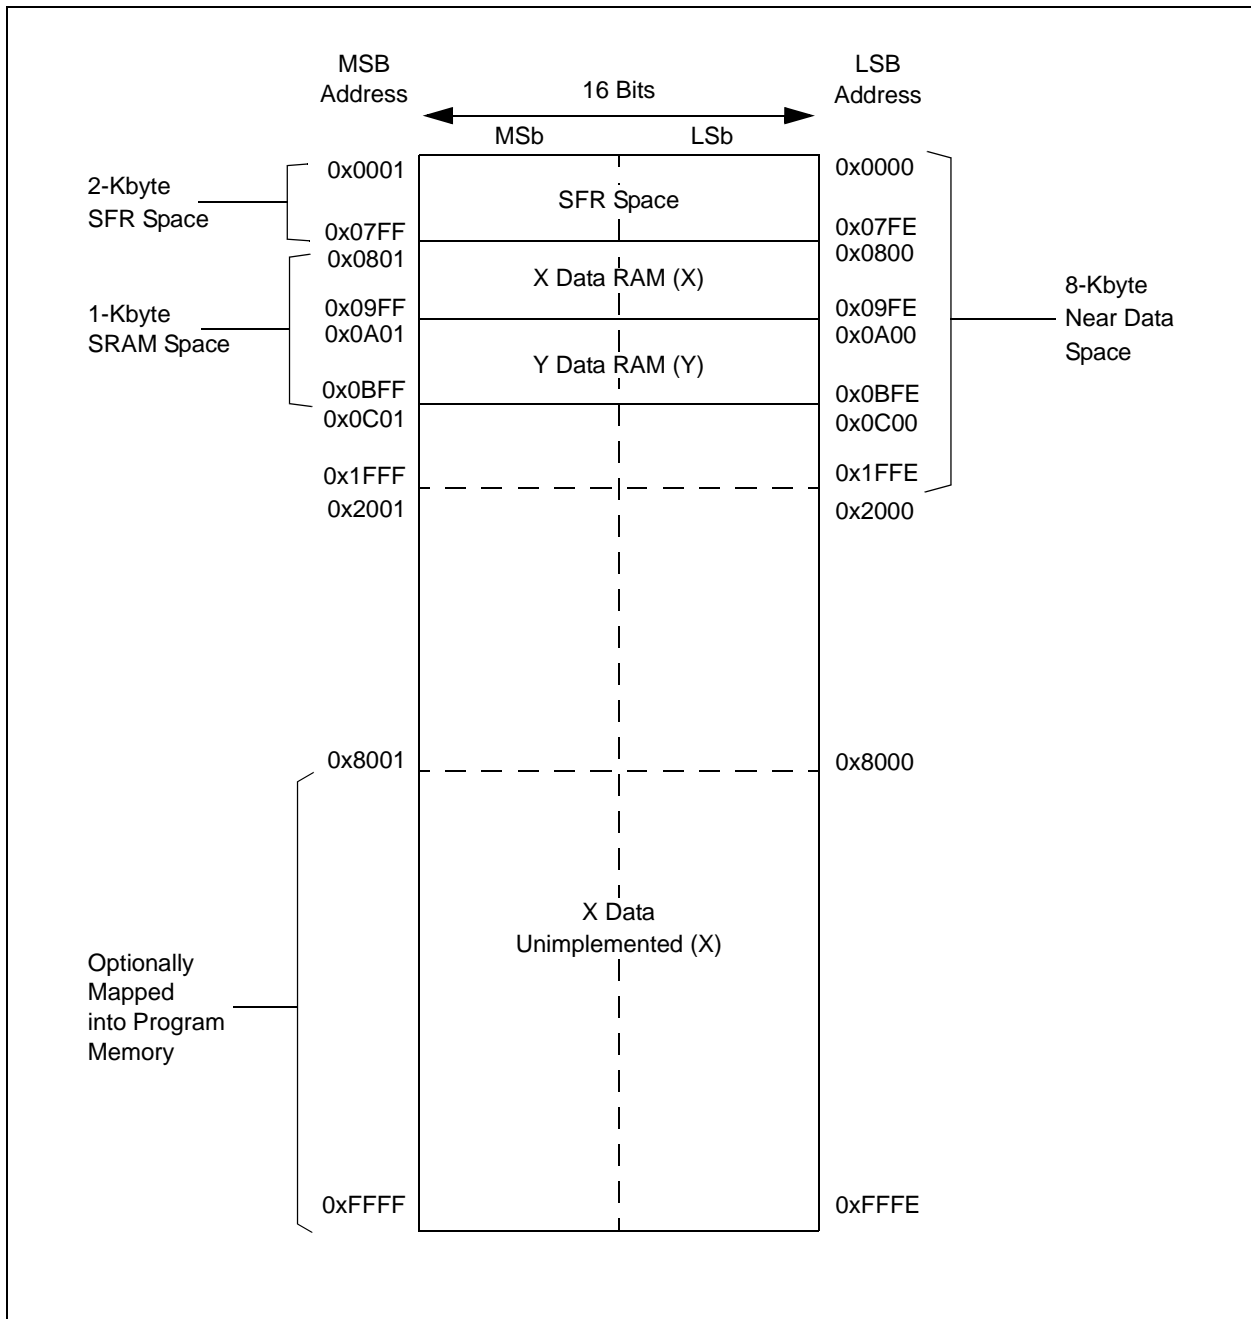 MSB
Address
16 Bits
LSB
Address
MSb
LSb
2-Kbyte
SFR Space
0x0001
0x0000
SFR Space
0x07FF
0x07FE
0x0801
0x0800
1-Kbyte
SRAM Space
X Data RAM (X)
0x09FF
0x09FE
0x0A01
0x0A00
Y Data RAM (Y)
0x0BFF
0x0BFE
0x0C01
0x0C00
8-Kbyte
Near Data
Space
0x1FFF
0x1FFE
0x2001
0x2000
0x8001
0x8000
X Data
Unimplemented (X)
Optionally
Mapped
into Program
Memory
0xFFFF
0xFFFE